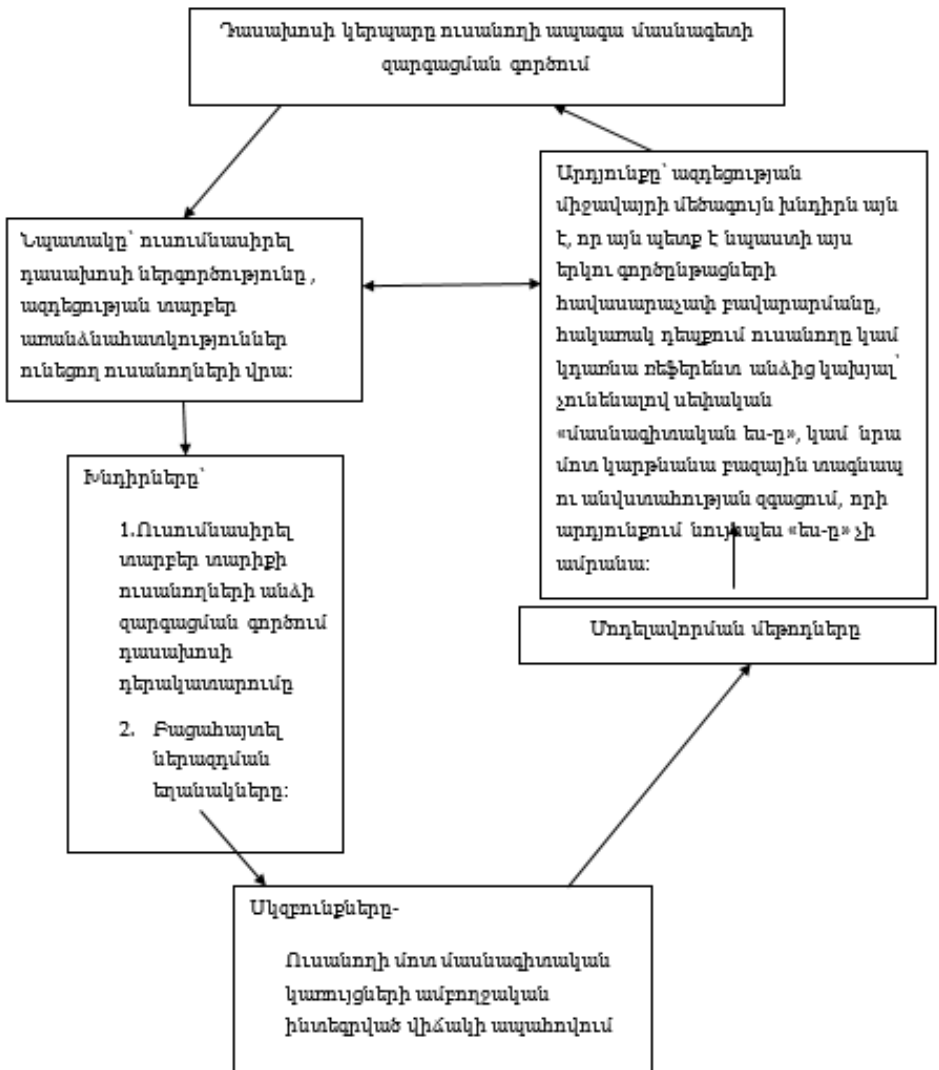 Դասախոսի կերպարը ուսանողի ապագա մասնագետի
զարգացման գործում
Նպատակը՝ ուսումնասիրել
դասախոսի ներգործությունը ,
ազդեցության տարբեր
առանձնահատկություններ
ունեցող ուսանողների վրա:
Խնդիրները՝
1.Ուսումնասիրել
տարբեր տարիքի
ուսանողների անձի
զարգացման գործում
դասախոսի
դերակատարումը
2. Բացահայտել
ներազդման
եղանակները:
Սկզբունքները-
Ուսանողի մոտ մասնագիտական
կառույցների ամբողջական
ինտեգրված վիճակի ապահովում
Մոդելավորման մեթոդները
Արդյունքը՝ ազդեցության
միջավայրի մեծագույն խնդիրն այն
է, որ այն պետք է նպաստի այս
երկու գործընթացների
հավասարաչափ բավարարմանը,
հակառակ դեպքում ուսանողը կամ
կդառնա ռեֆերենտ անձից կախյալ՝
չունենալով սեփական
«մասնագիտական ես-ը», կամ նրա
մոտ կարթնանա բազային տագնապ
ու անվստահության զգացում, որի
արդյունքում նույնպես «ես-ը» չի
ամրանա: